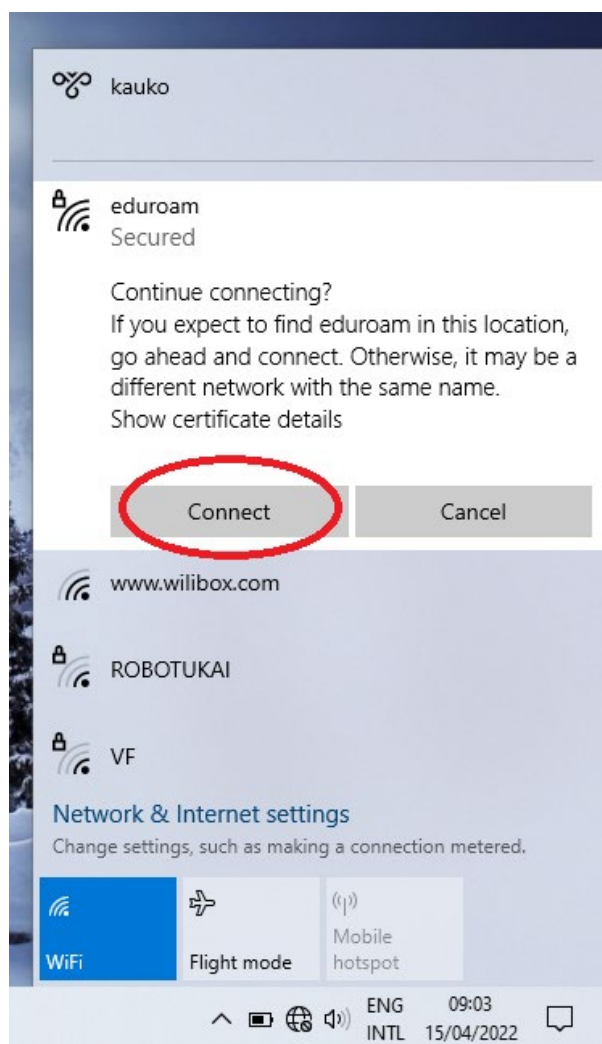 kauko
eduroam
Secured
Continue connecting?
If you expect to find eduroam in this location,
go ahead and connect. Otherwise, it may be a
different network with the same name.
Show certificate details
Connect
Cancel
www.wilibox.com
ROBOTUKAI
VF
Network & Internet settings
Change settings, such as making a connection metered.
WiFi
Flight mode
Mobile
hotspot
ENG
INTL
09:03
15/04/2022